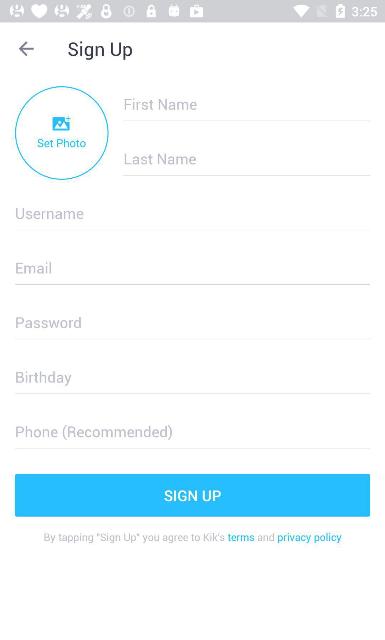 3:25
Sign Up
First Name
Set Photo
Last Name
Username
Email
Password
Birthday
Phone (Recommended)
SIGN UP
By tapping "Sign Up" you agree to Kik's terms and privacy policy